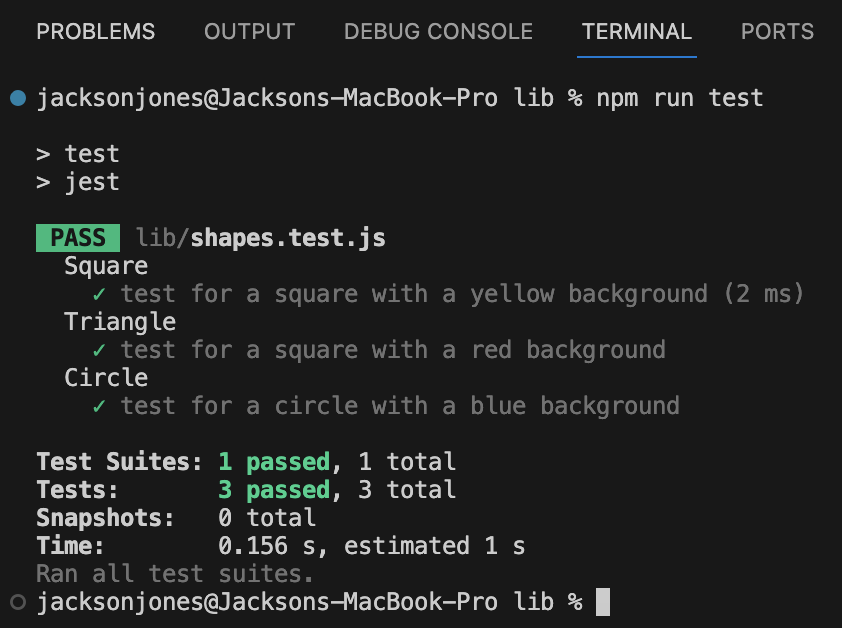 PROBLEMS OUTPUT DEBUG CONSOLE TERMINAL PORTS
jacksonjones@Jacksons-MacBook-Pro lib % npm run test
> test
> jest
PASS lib/shapes.test.js
Square
✓ test for a square with a yellow background (2 ms)
Triangle
✓ test for a square with a red background
Circle
✓ test for a circle with a blue background
Test Suites: 1 passed, 1 total
Tests: 3 passed, 3 total
Snapshots: 0 total
Time: 0.156 s, estimated 1 s
Ran all test suites.
jacksonjones@Jacksons-MacBook-Pro lib %